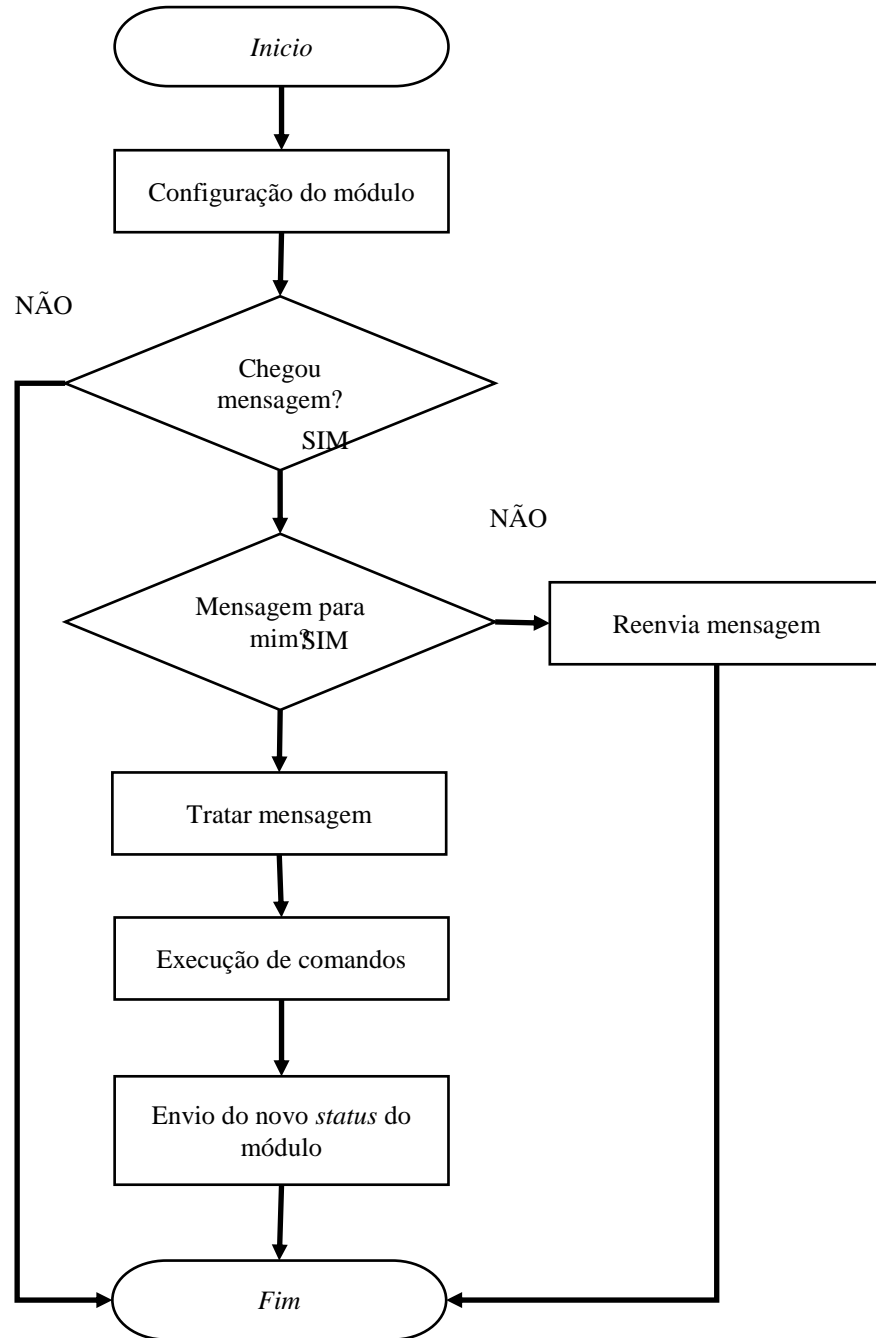 Inicio
Configuração do módulo
NÃO
Chegou
mensagem?
SIM
NÃO
Mensagem para
mim?
SIM
Reenvia mensagem
Tratar mensagem
Execução de comandos
Envio do novo status do
módulo
Fim